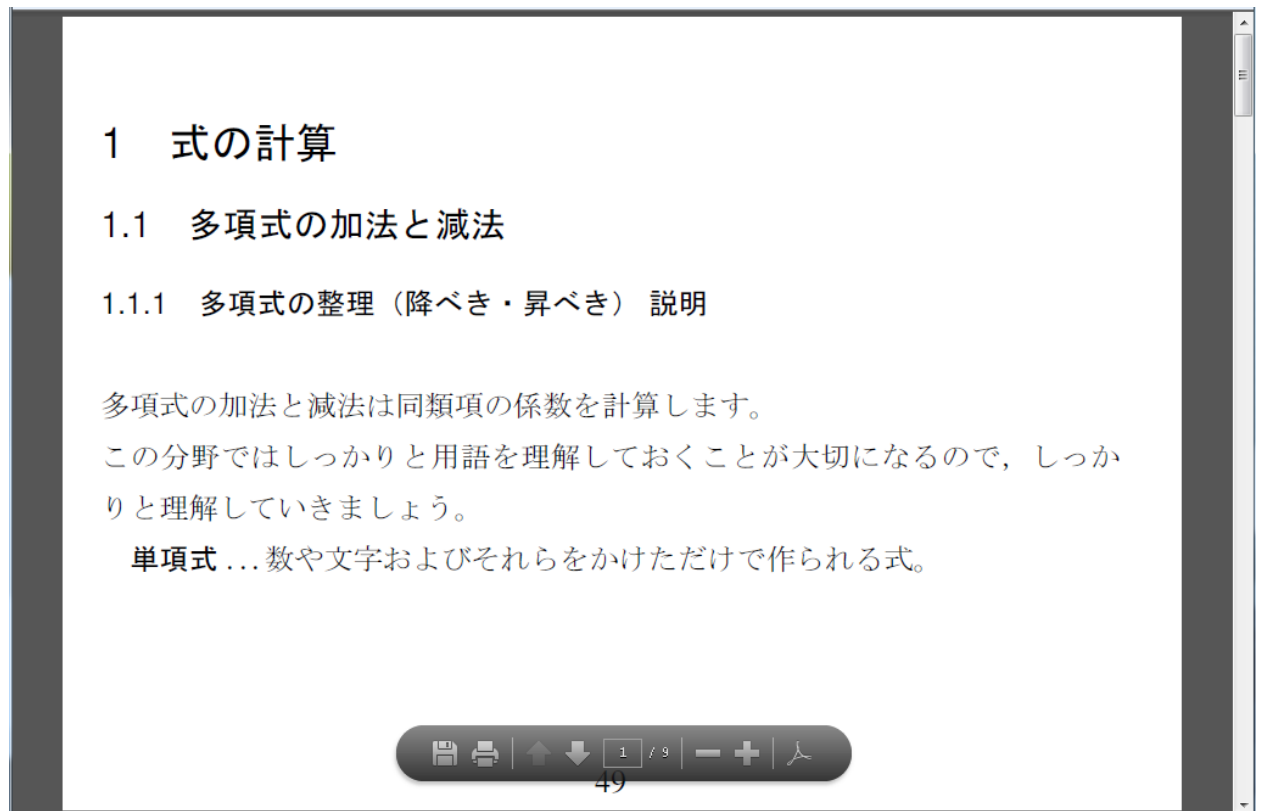 1 式の計算
1.1 多項式の加法と減法
1.1.1 多項式の整理（降べき・昇べき） 説明
多項式の加法と減法は同類項の係数を計算します。
この分野ではしっかりと用語を理解しておくことが大切になるので，しっか
りと理解していきましょう。
単項式 ... 数や文字およびそれらをかけただけで作られる式。
1 / 9
49